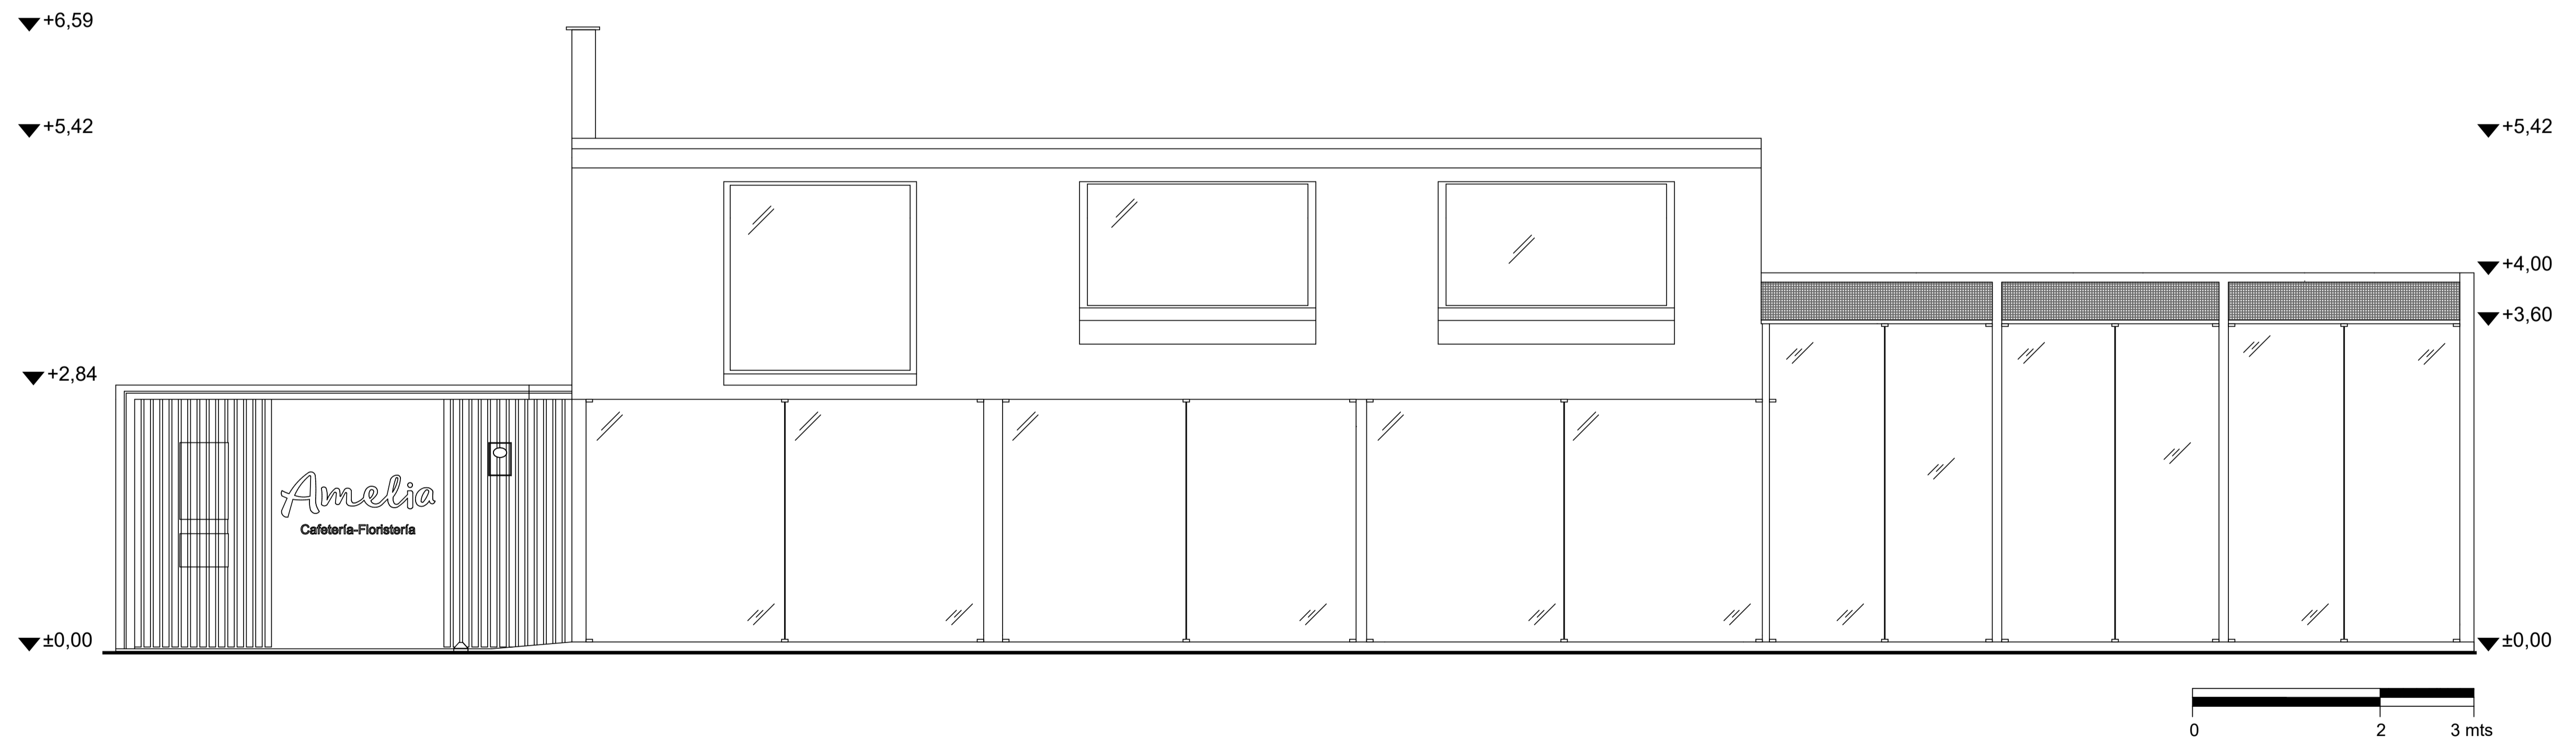 +6,59
+5,42
+5,42
+4,00
+3,60
+2,84
Amelia
Cafetería-Floristería
±0,00
±0,00
0 2 3 mts